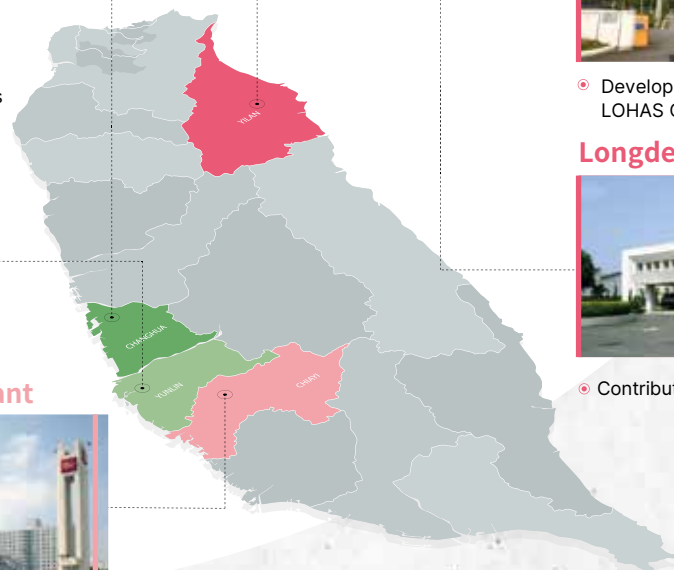 s
YILAN
Develop
LOHAS
Longde
CHANGHUA
YUNLIN
CHIAYI
Contribut
ant